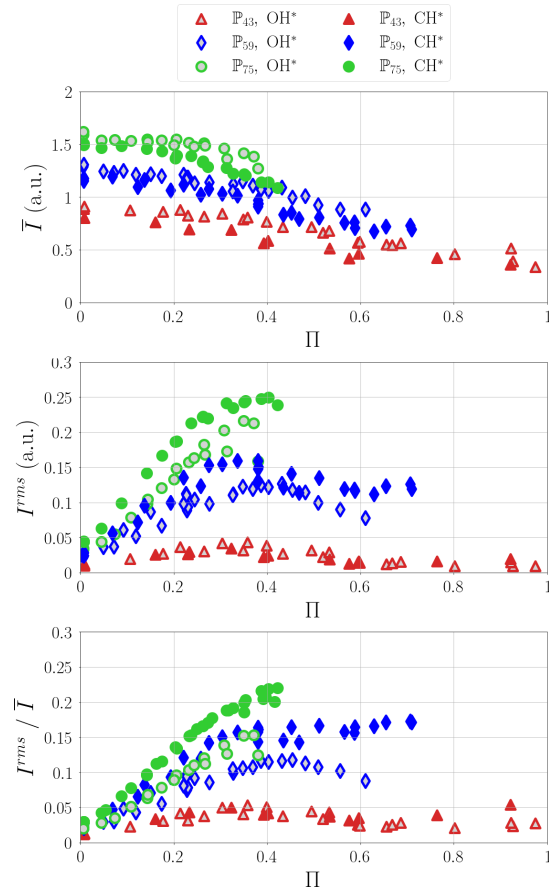 ℙ₄₃, OH* ℙ₄₃, CH*
ℙ₅₉, OH* ℙ₅₉, CH*
ℙ₇₅, OH* ℙ₇₅, CH*
2
1.5
1
0.5
0
I̅ (a.u.)
0 0.2 0.4 0.6 0.8 1
Π
0.3
0.25
0.2
0.15
0.1
0.05
0
Iʳᵐˢ (a.u.)
0 0.2 0.4 0.6 0.8 1
Π
0.3
0.25
0.2
0.15
0.1
0.05
0
Iʳᵐˢ / I̅
0 0.2 0.4 0.6 0.8 1
Π